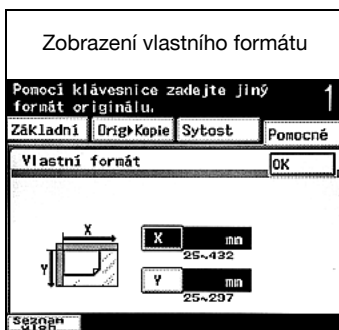 Zobrazení vlastního formátu
Pomocí klávesnice zadejte jiný
formát originálu.
1
Základní Orig▸Kopie Sytost Pomocné
Vlastní formát OK
X
X mm
25~432
Y
Y mm
25~297
Seznam
úloh